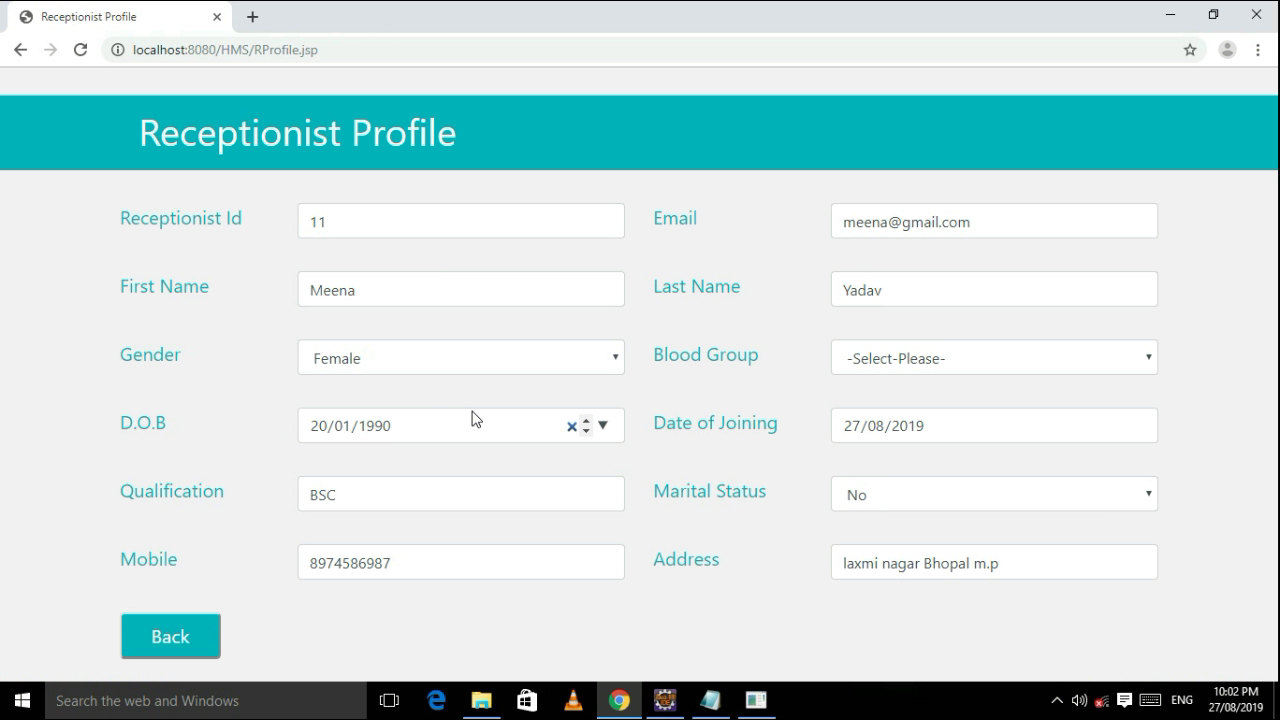 Receptionist Profile
localhost:8080/HMS/RProfile.jsp
Receptionist Profile
Receptionist Id 11 Email meena@gmail.com
First Name Meena Last Name Yadav
Gender Female Blood Group -Select-Please-
D.O.B 20/01/1990 Date of Joining 27/08/2019
Qualification BSC Marital Status No
Mobile 8974586987 Address laxmi nagar Bhopal m.p
Back
Search the web and Windows ENG 10:02 PM
27/08/2019